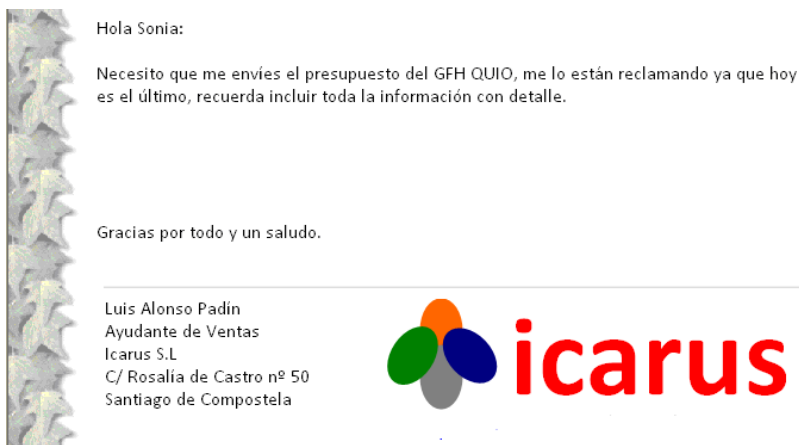 Hola Sonia:
Necesito que me envíes el presupuesto del GFH QUIO, me lo están reclamando ya que hoy
es el último, recuerda incluir toda la información con detalle.
Gracias por todo y un saludo.
Luis Alonso Padín
Ayudante de Ventas
Icarus S.L
C/ Rosalía de Castro nº 50
Santiago de Compostela
icarus